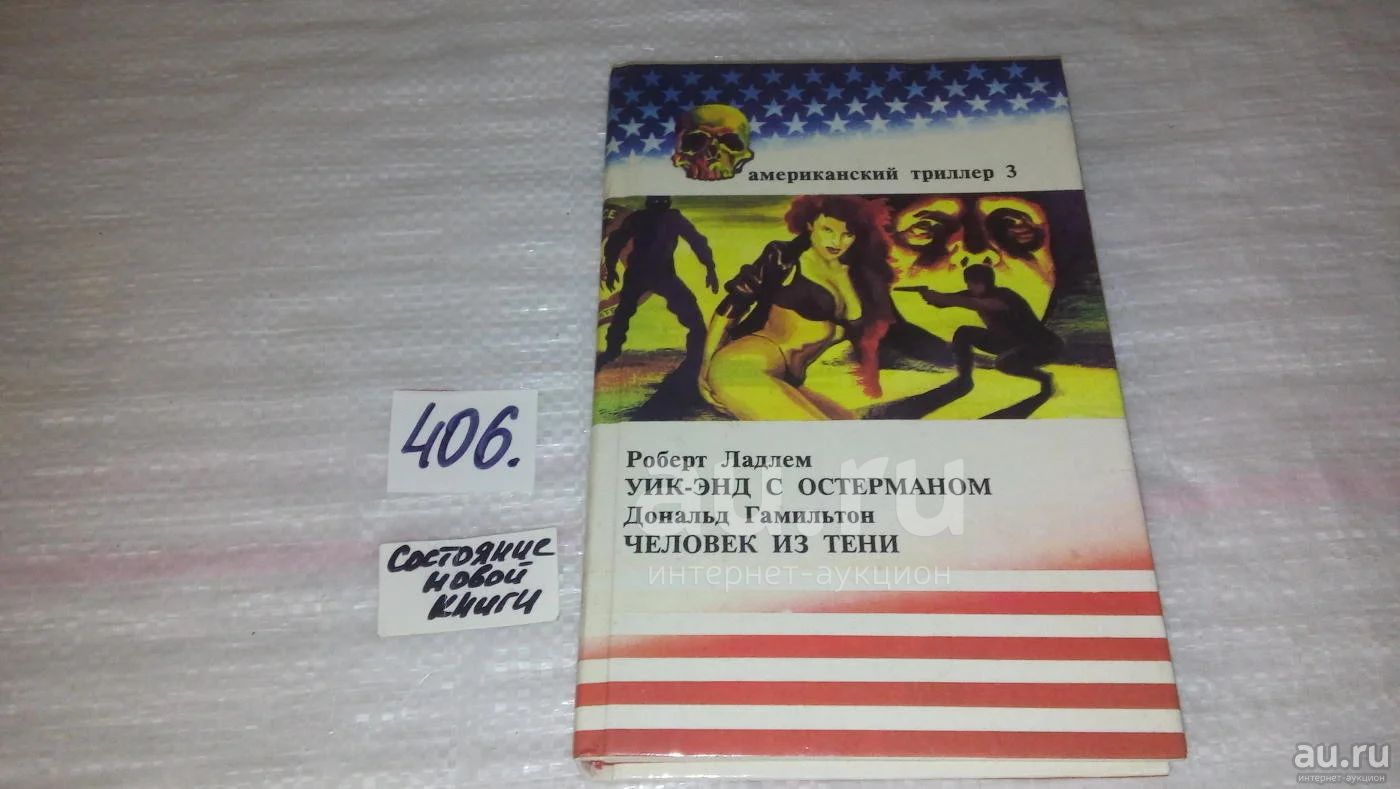 американский триллер 3
Роберт Ладлем
УИК-ЭНД С ОСТЕРМАНОМ
Дональд Гамильтон
ЧЕЛОВЕК ИЗ ТЕНИ
406.
Состояние
новой
книги
au.ru
интернет-аукцион
au.ru
интернет-аукцион